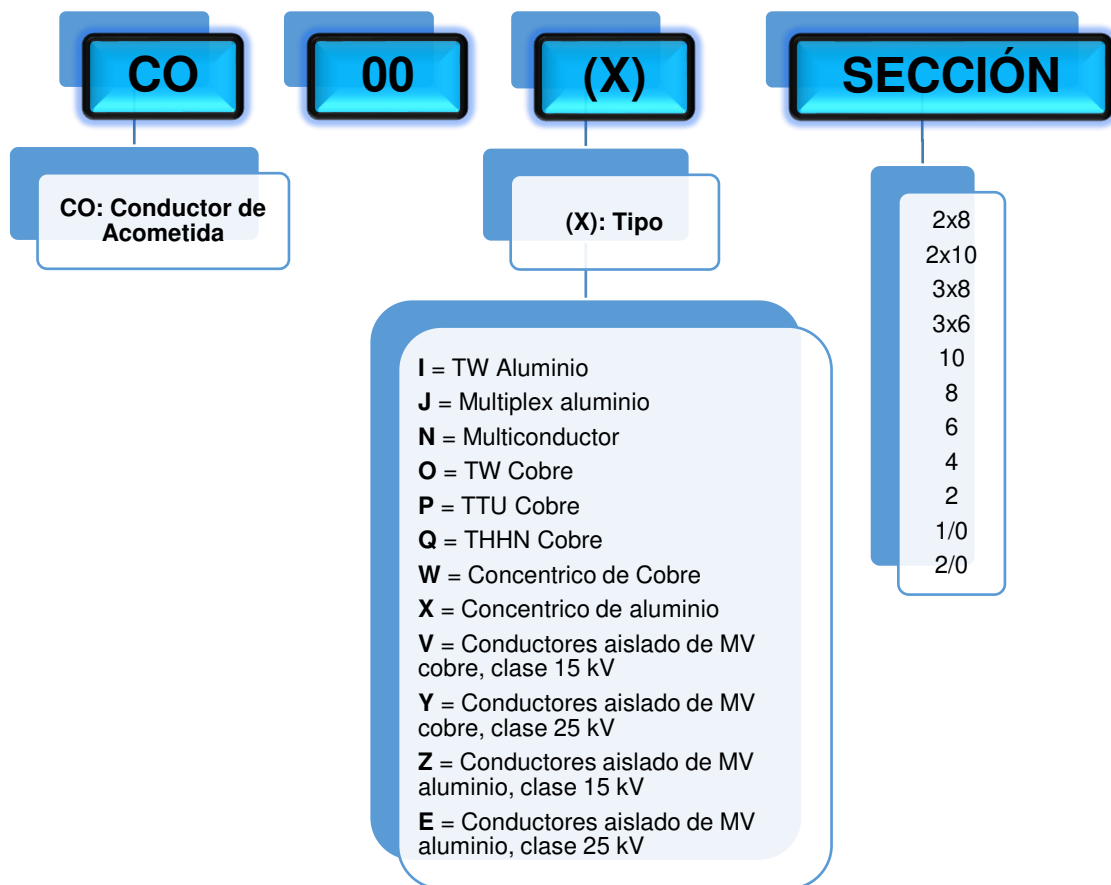 CO
00
(X)
SECCIÓN
CO: Conductor de
Acometida
(X): Tipo
I = TW Aluminio
J = Multiplex aluminio
N = Multiconductor
O = TW Cobre
P = TTU Cobre
Q = THHN Cobre
W = Concentrico de Cobre
X = Concentrico de aluminio
V = Conductores aislado de MV
cobre, clase 15 kV
Y = Conductores aislado de MV
cobre, clase 25 kV
Z = Conductores aislado de MV
aluminio, clase 15 kV
E = Conductores aislado de MV
aluminio, clase 25 kV
2x8
2x10
3x8
3x6
10
8
6
4
2
1/0
2/0